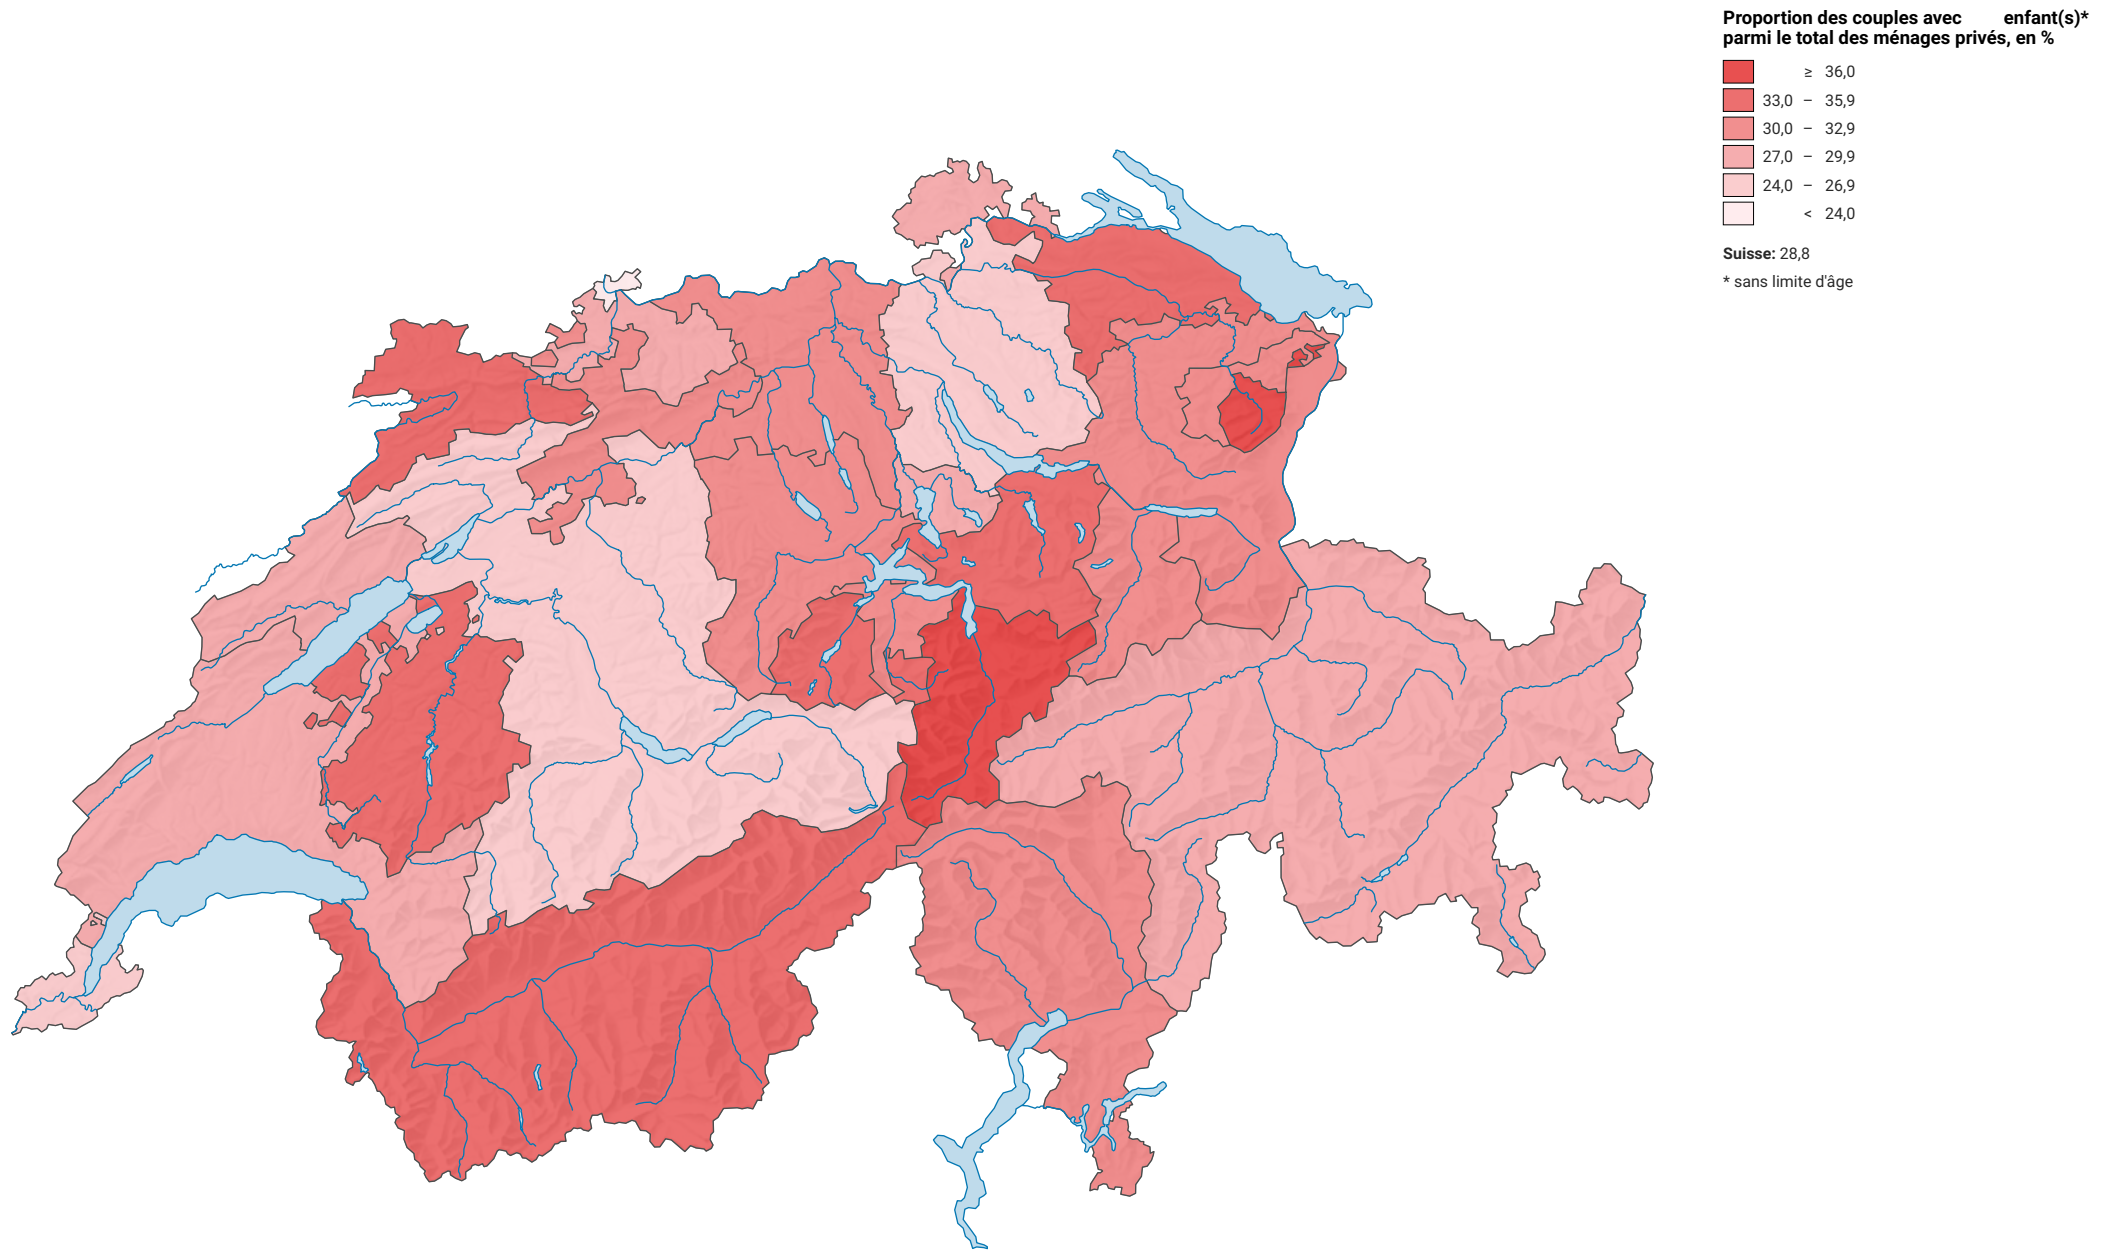 Proportion des couples avec enfant(s)*
parmi le total des ménages privés, en %
≥ 36,0
33,0 – 35,9
30,0 – 32,9
27,0 – 29,9
24,0 – 26,9
< 24,0
Suisse: 28,8
* sans limite d'âge